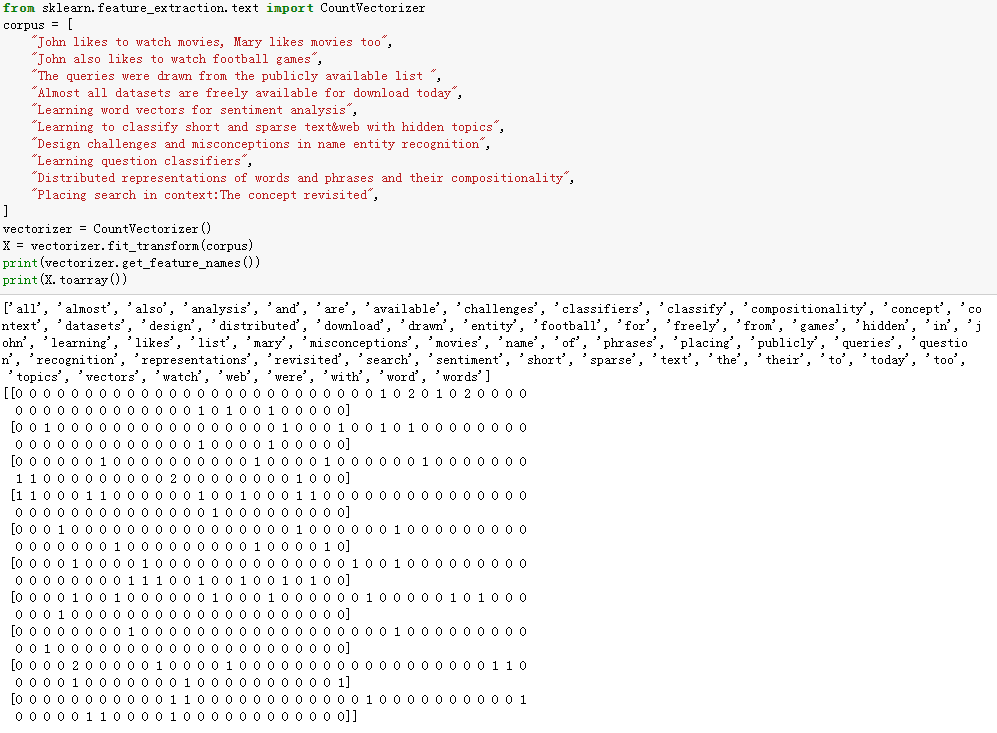 from sklearn.feature_extraction.text import CountVectorizer
corpus = [
"John likes to watch movies, Mary likes movies too",
"John also likes to watch football games",
"The queries were drawn from the publicly available list ",
"Almost all datasets are freely available for download today",
"Learning word vectors for sentiment analysis",
"Learning to classify short and sparse text&web with hidden topics",
"Design challenges and misconceptions in name entity recognition",
"Learning question classifiers",
"Distributed representations of words and phrases and their compositionality",
"Placing search in context:The concept revisited",
]
vectorizer = CountVectorizer()
X = vectorizer.fit_transform(corpus)
print(vectorizer.get_feature_names())
print(X.toarray())
['all', 'almost', 'also', 'analysis', 'and', 'are', 'available', 'challenges', 'classifiers', 'classify', 'compositionality', 'concept', 'co
ntext', 'datasets', 'design', 'distributed', 'download', 'drawn', 'entity', 'football', 'for', 'freely', 'from', 'games', 'hidden', 'in', 'j
ohn', 'learning', 'likes', 'list', 'mary', 'misconceptions', 'movies', 'name', 'of', 'phrases', 'placing', 'publicly', 'queries', 'questio
n', 'recognition', 'representations', 'revisited', 'search', 'sentiment', 'short', 'sparse', 'text', 'the', 'their', 'to', 'today', 'too',
'topics', 'vectors', 'watch', 'web', 'were', 'with', 'word', 'words']
[[0 0 0 0 0 0 0 0 0 0 0 0 0 0 0 0 0 0 0 0 0 0 0 0 0 0 1 0 2 0 1 0 2 0 0 0 0
0 0 0 0 0 0 0 0 0 0 0 0 0 1 0 1 0 0 1 0 0 0 0 0]
[0 0 1 0 0 0 0 0 0 0 0 0 0 0 0 0 0 0 0 1 0 0 0 1 0 0 1 0 1 0 0 0 0 0 0 0 0
0 0 0 0 0 0 0 0 0 0 0 0 0 1 0 0 0 0 1 0 0 0 0 0]
[0 0 0 0 0 0 1 0 0 0 0 0 0 0 0 0 0 1 0 0 0 0 1 0 0 0 0 0 0 1 0 0 0 0 0 0 0
1 1 0 0 0 0 0 0 0 0 0 2 0 0 0 0 0 0 0 0 1 0 0 0]
[1 1 0 0 0 1 1 0 0 0 0 0 0 1 0 0 1 0 0 0 1 1 0 0 0 0 0 0 0 0 0 0 0 0 0 0 0
0 0 0 0 0 0 0 0 0 0 0 0 0 0 1 0 0 0 0 0 0 0 0 0]
[0 0 0 1 0 0 0 0 0 0 0 0 0 0 0 0 0 0 0 0 1 0 0 0 0 0 0 1 0 0 0 0 0 0 0 0 0
0 0 0 0 0 0 0 1 0 0 0 0 0 0 0 0 0 1 0 0 0 0 1 0]
[0 0 0 0 1 0 0 0 0 1 0 0 0 0 0 0 0 0 0 0 0 0 0 0 1 0 0 1 0 0 0 0 0 0 0 0 0
0 0 0 0 0 0 0 0 1 1 1 0 0 1 0 0 1 0 0 1 0 1 0 0]
[0 0 0 0 1 0 0 1 0 0 0 0 0 0 1 0 0 0 1 0 0 0 0 0 0 1 0 0 0 0 0 1 0 1 0 0 0
0 0 0 1 0 0 0 0 0 0 0 0 0 0 0 0 0 0 0 0 0 0 0 0]
[0 0 0 0 0 0 0 0 1 0 0 0 0 0 0 0 0 0 0 0 0 0 0 0 0 0 0 1 0 0 0 0 0 0 0 0 0
0 0 1 0 0 0 0 0 0 0 0 0 0 0 0 0 0 0 0 0 0 0 0 0]
[0 0 0 0 2 0 0 0 0 0 1 0 0 0 0 1 0 0 0 0 0 0 0 0 0 0 0 0 0 0 0 0 0 0 1 1 0
0 0 0 0 1 0 0 0 0 0 0 0 1 0 0 0 0 0 0 0 0 0 0 1]
[0 0 0 0 0 0 0 0 0 0 0 1 1 0 0 0 0 0 0 0 0 0 0 0 0 1 0 0 0 0 0 0 0 0 0 0 1
0 0 0 0 0 1 1 0 0 0 0 1 0 0 0 0 0 0 0 0 0 0 0 0]]